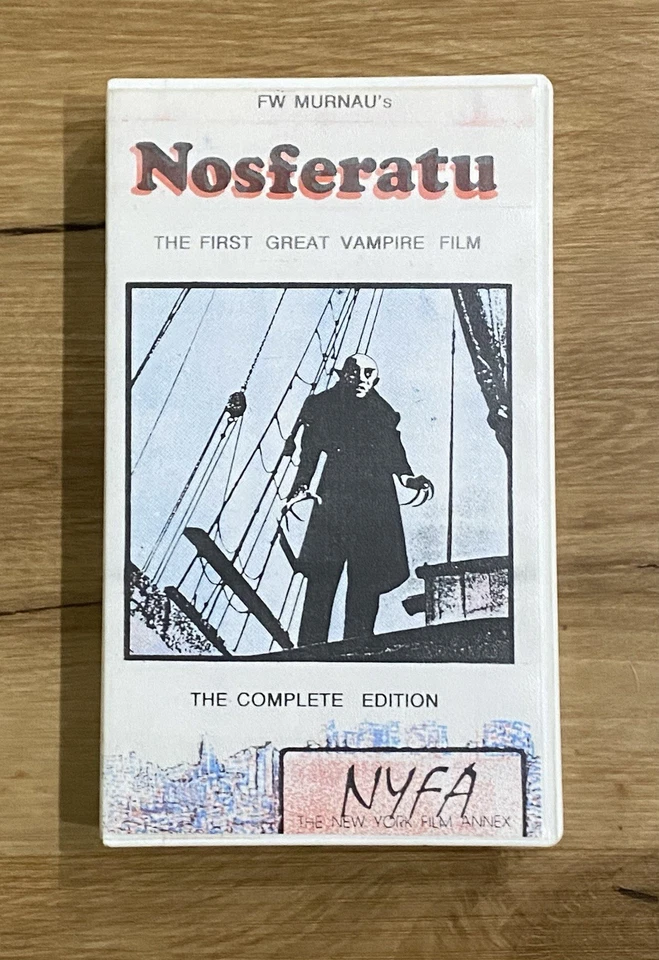 FW MURNAU's
Nosferatu
THE FIRST GREAT VAMPIRE FILM
THE COMPLETE EDITION
NYFA
THE NEW YORK FILM ANNEX